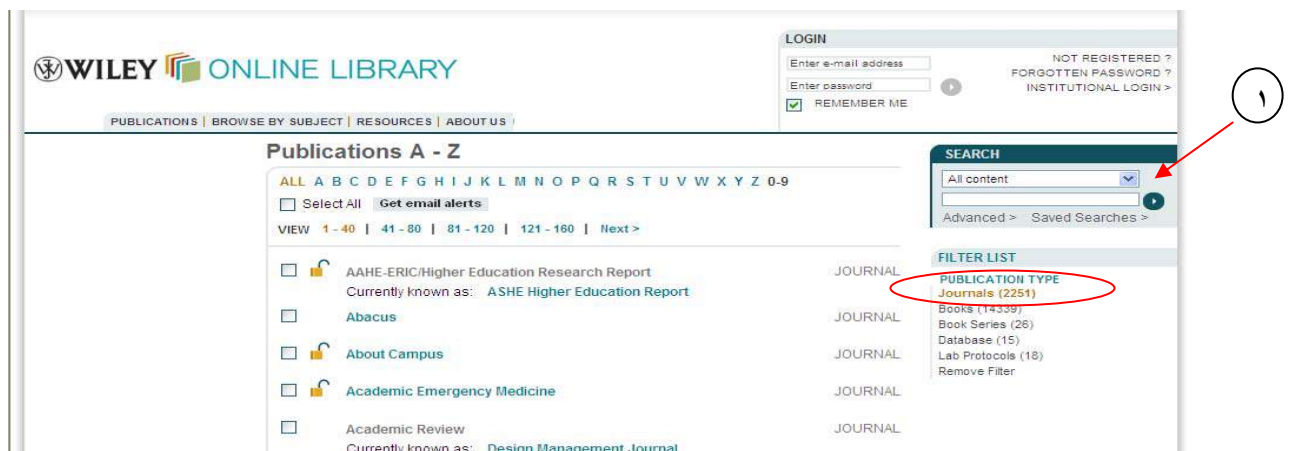 LOGIN
WILEY ONLINE LIBRARY
Enter e-mail address
NOT REGISTERED ?
FORGOTTEN PASSWORD ?
Enter password
INSTITUTIONAL LOGIN >
REMEMBER ME
١
PUBLICATIONS | BROWSE BY SUBJECT | RESOURCES | ABOUT US
Publications A - Z
ALL A B C D E F G H I J K L M N O P Q R S T U V W X Y Z 0-9
Select All Get email alerts
VIEW 1 - 40 | 41 - 80 | 81 - 120 | 121 - 160 | Next >
AAHE-ERIC/Higher Education Research Report JOURNAL
Currently known as: ASHE Higher Education Report
Abacus JOURNAL
About Campus JOURNAL
Academic Emergency Medicine JOURNAL
Academic Review JOURNAL
Currently known as: Design Management Journal
SEARCH
All content
Advanced > Saved Searches >
FILTER LIST
PUBLICATION TYPE
Journals (2251)
Books (14339)
Book Series (26)
Database (15)
Lab Protocols (18)
Remove Filter